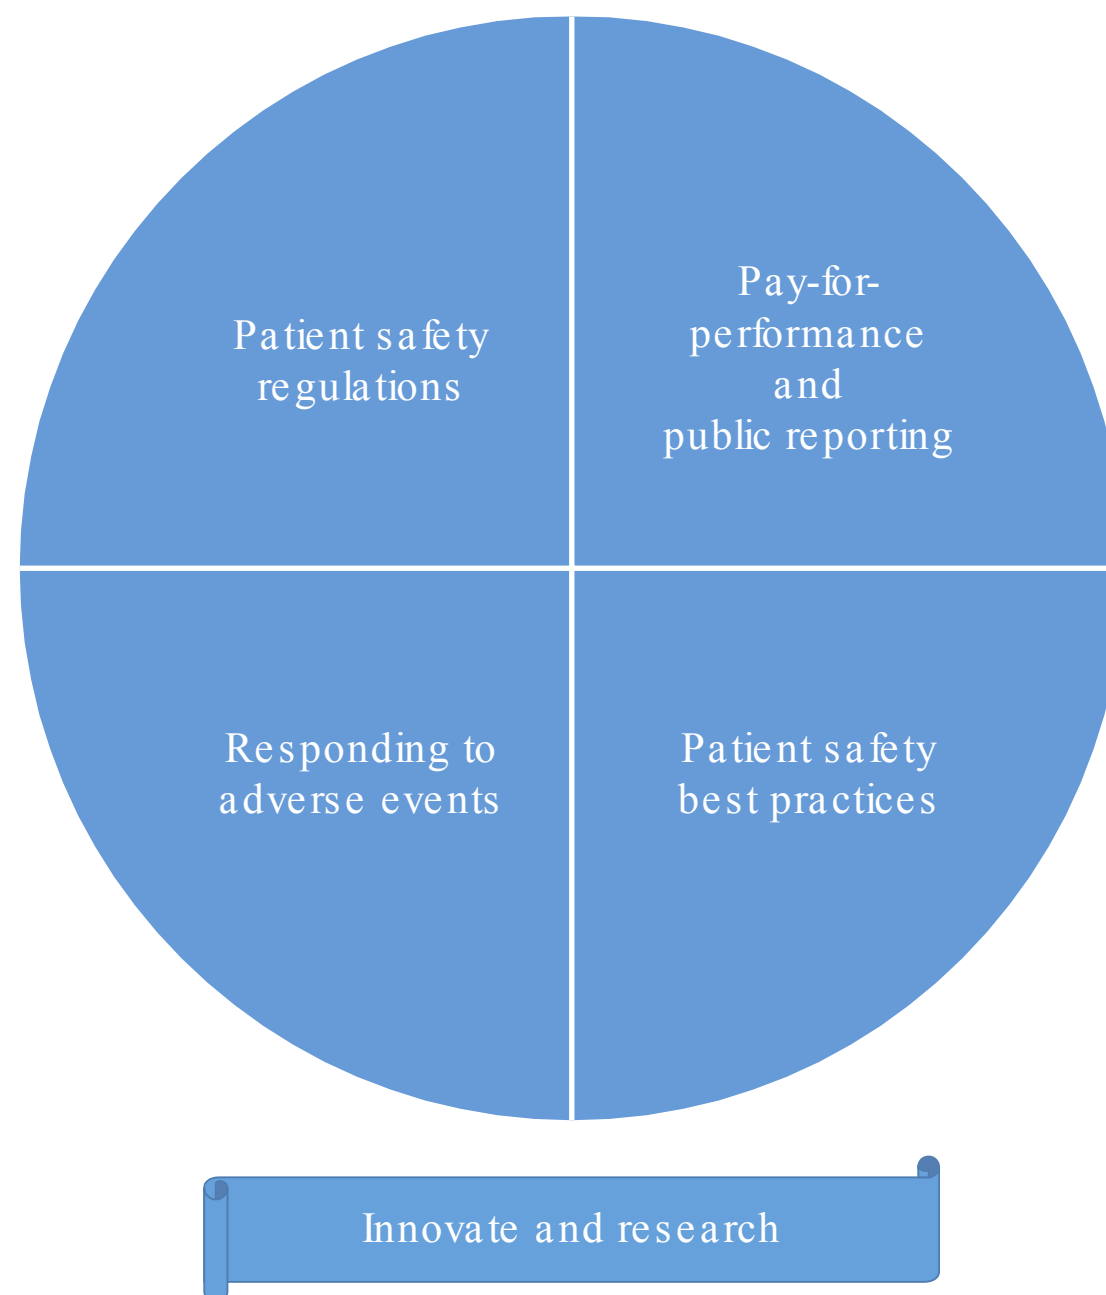 Patient safety
regulations
Pay-for-
performance
and
public reporting
Responding to
adverse events
Patient safety
best practices
Innovate and research